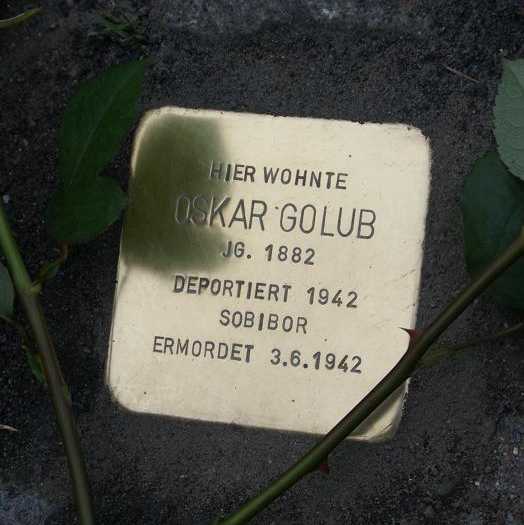 HIER WOHNTE
OSKAR GOLUB
JG. 1882
DEPORTIERT 1942
SOBIBOR
ERMORDET 3.6.1942